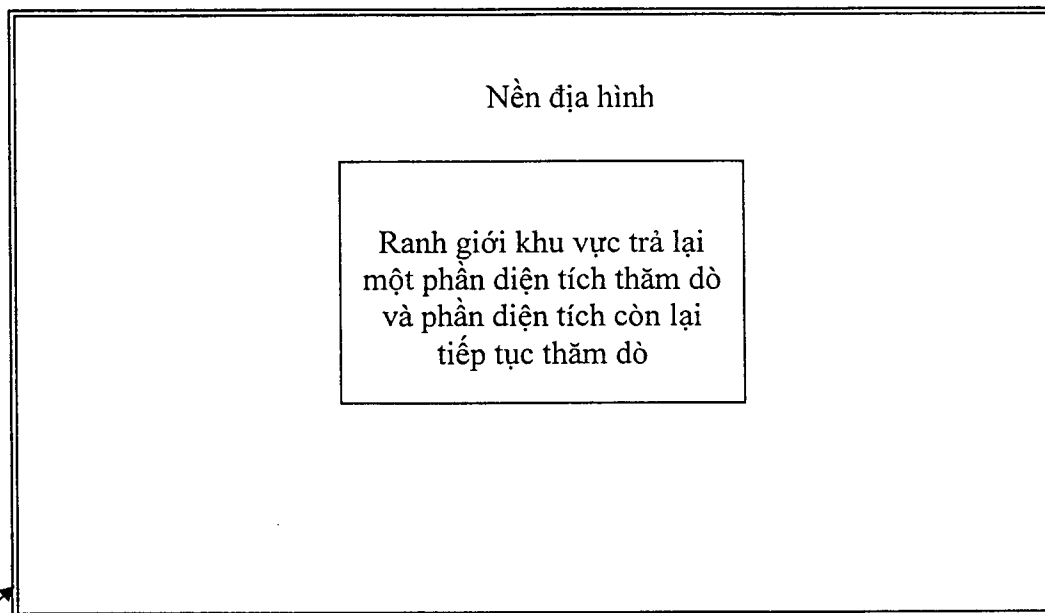 Nền địa hình
Ranh giới khu vực trả lại
một phần diện tích thăm dò
và phần diện tích còn lại
tiếp tục thăm dò